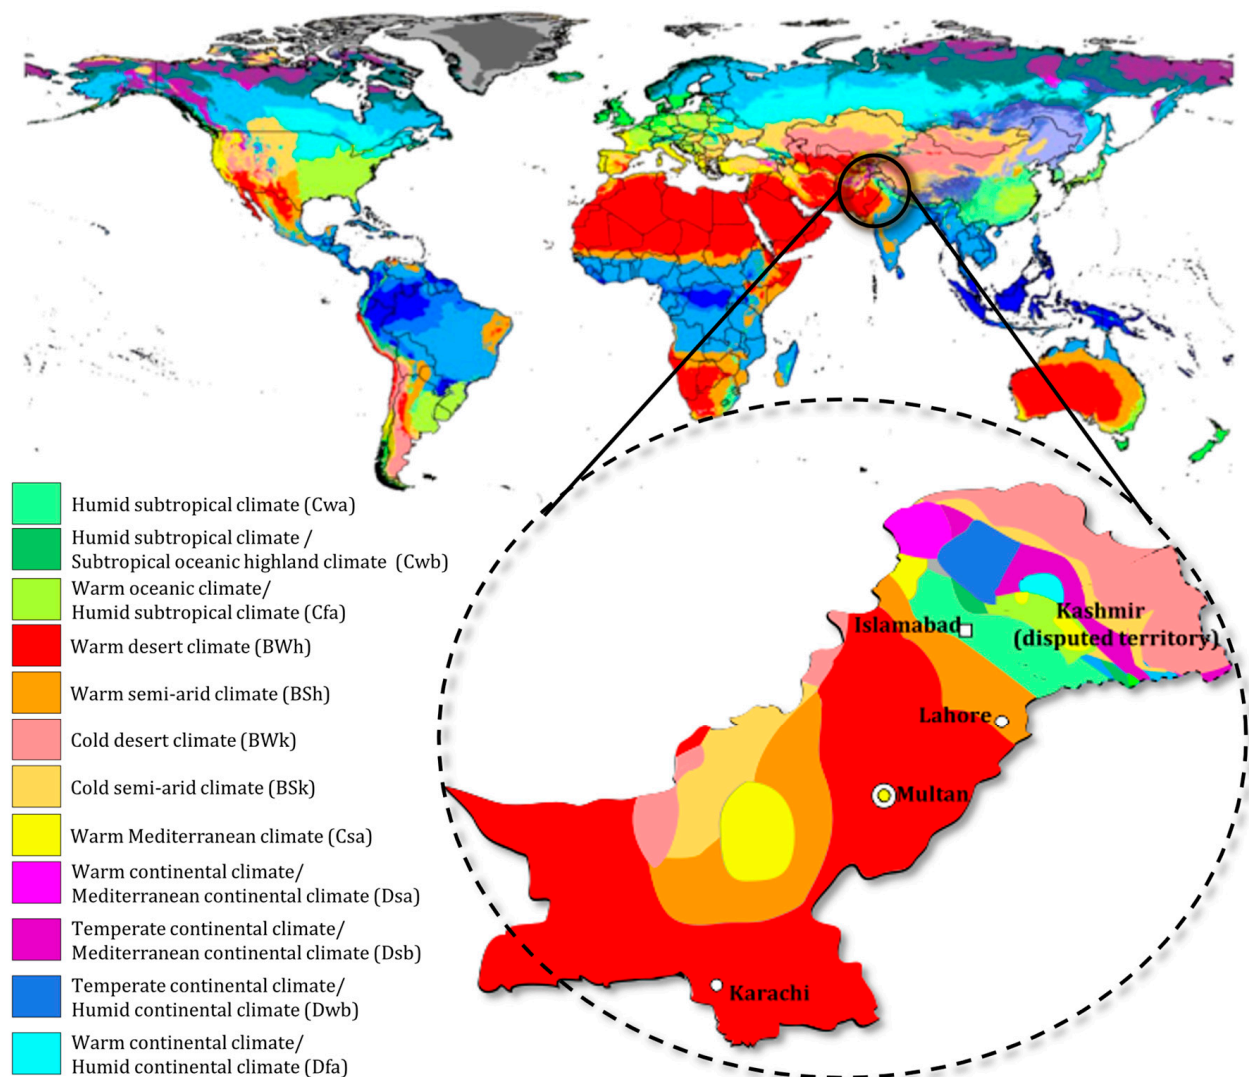 Humid subtropical climate (Cwa)
Humid subtropical climate /
Subtropical oceanic highland climate (Cwb)
Warm oceanic climate/
Humid subtropical climate (Cfa)
Warm desert climate (BWh)
Warm semi-arid climate (BSh)
Cold desert climate (BWk)
Cold semi-arid climate (BSk)
Warm Mediterranean climate (Csa)
Warm continental climate/
Mediterranean continental climate (Dsa)
Temperate continental climate/
Mediterranean continental climate (Dsb)
Temperate continental climate/
Humid continental climate (Dwb)
Warm continental climate/
Humid continental climate (Dfa)
Kashmir
(disputed territory)
Islamabad
Lahore
Multan
Karachi